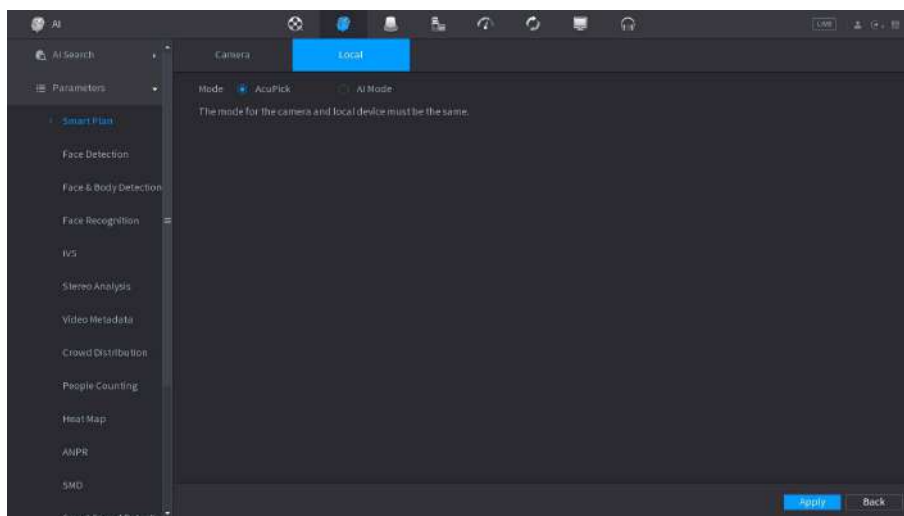 AI
LIVE
AI Search
Camera
Local
Parameters
Mode
AcuPick
AI Mode
The mode for the camera and local device must be the same.
Smart Plan
Face Detection
Face & Body Detection
Face Recognition
IVS
Stereo Analysis
Video Metadata
Crowd Distribution
People Counting
Heat Map
ANPR
SMD
Apply
Back